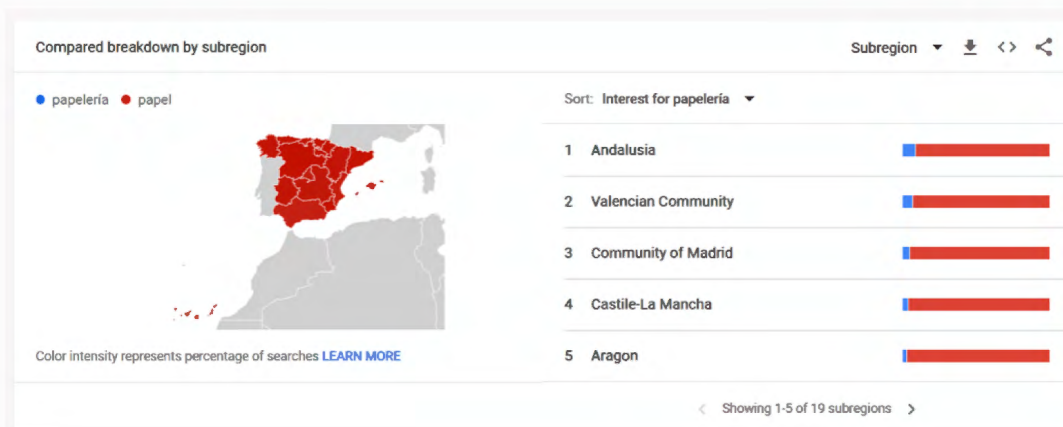 Compared breakdown by subregion
Subregion
papelería papel
Sort: Interest for papelería
1 Andalusia
2 Valencian Community
3 Community of Madrid
4 Castile-La Mancha
5 Aragon
Color intensity represents percentage of searches LEARN MORE
Showing 1-5 of 19 subregions